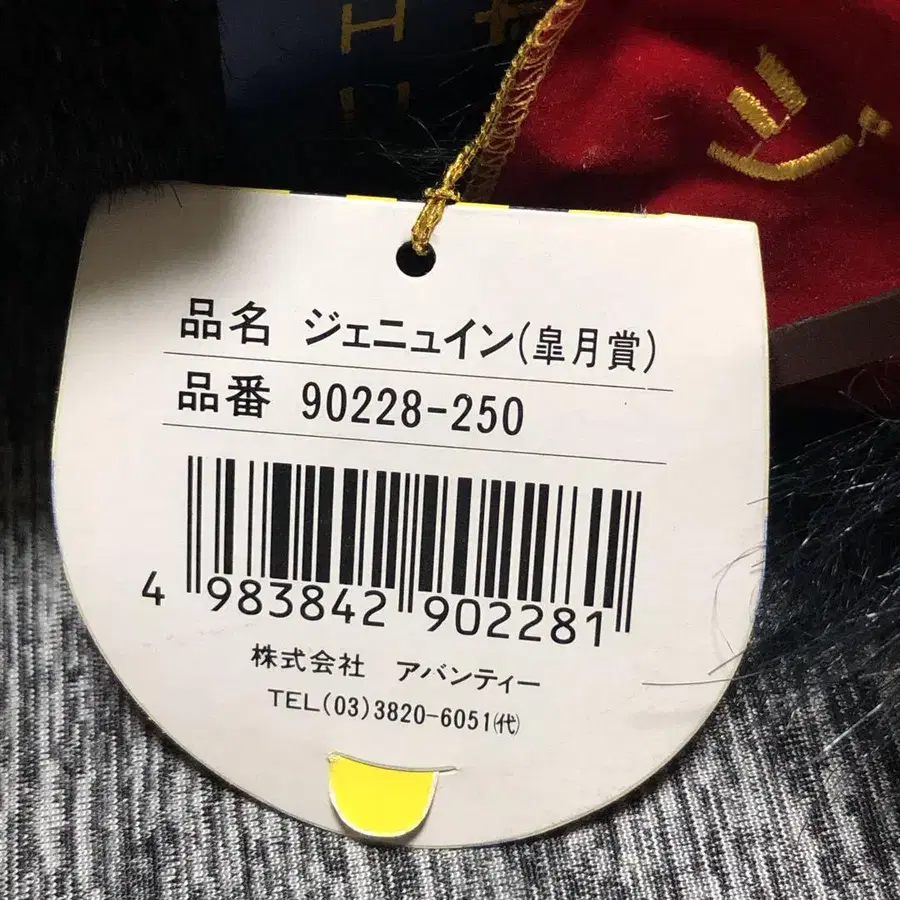 品名 ジェニュイン(皐月賞)
品番 90228-250
4 983842 902281
株式会社 アバンティー
TEL(03)3820-6051㈹